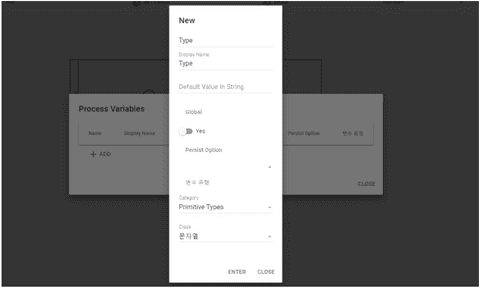 New
Type
Display Name
Type
Default Value In String
Global
Yes
Persist Option
변수 유형
Category
Primitive Types
Class
문자열
ENTER CLOSE
Process Variables
Name Display Name Persist Option 변수 유형
+ ADD
CLOSE